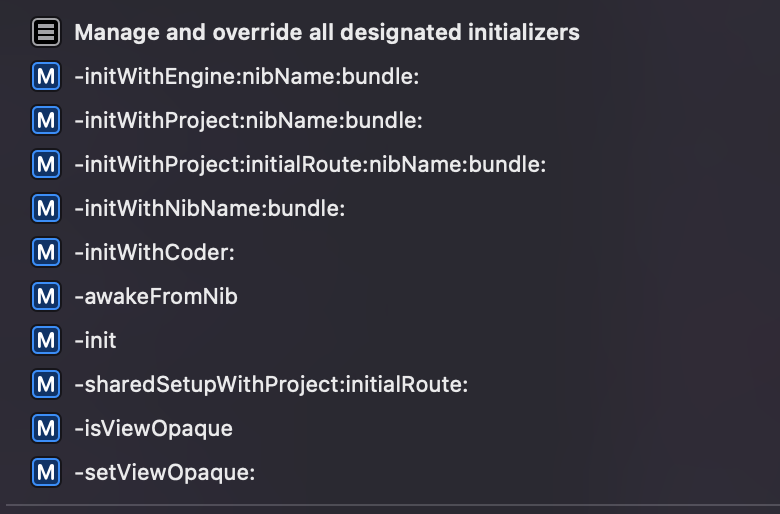 Manage and override all designated initializers
M -initWithEngine:nibName:bundle:
M -initWithProject:nibName:bundle:
M -initWithProject:initialRoute:nibName:bundle:
M -initWithNibName:bundle:
M -initWithCoder:
M -awakeFromNib
M -init
M -sharedSetupWithProject:initialRoute:
M -isViewOpaque
M -setViewOpaque: